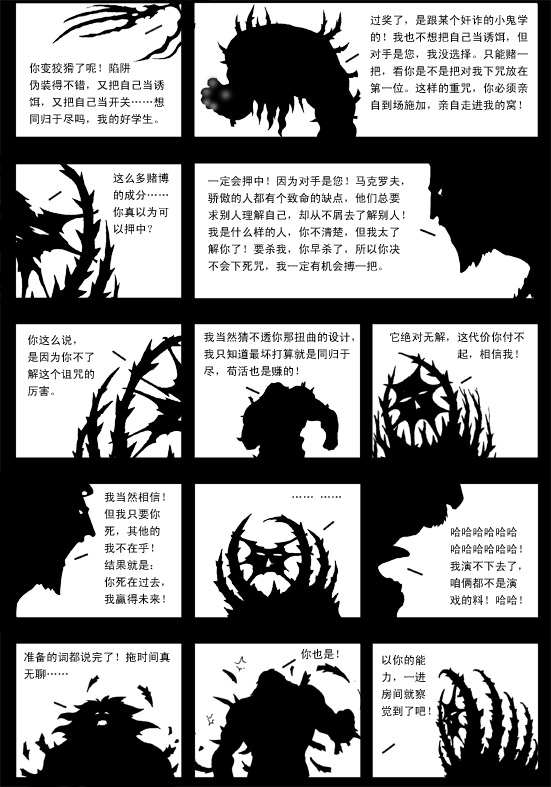 你变狡猾了呢！陷阱
伪装得不错，又把自己当诱
饵，又把自己当开关……想
同归于尽吗，我的好学生。
过奖了，是跟某个奸诈的小鬼学
的！我也不想把自己当诱饵，但
对手是您，我没选择。只能赌一
把，看你是不是把对我下咒放在
第一位。这样的重咒，你必须亲
自到场施加，亲自走进我的窝！
这么多赌博
的成分……
你真以为可
以押中？
一定会押中！因为对手是您！马克罗夫，
骄傲的人都有个致命的缺点，他们总要
求别人理解自己，却从不屑去了解别人！
我是什么样的人，你不清楚，但我太了
解你了！要杀我，你早杀了，所以你决
不会下死咒，我一定有机会搏一把。
你这么说，
是因为你不了
解这个诅咒的
厉害。
我当然猜不透你那扭曲的设计，
我只知道最坏打算就是同归于
尽，苟活也是赚的！
它绝对无解，这代价你付不
起，相信我！
我当然相信！
但我只要你
死，其他的
我不在乎！
结果就是：
你死在过去，
我赢得未来！
…… ……
哈哈哈哈哈哈
哈哈哈哈哈哈！
我演不下去了，
咱俩都不是演
戏的料！哈哈！
准备的词都说完了！拖时间真
无聊……
你也是！
以你的能
力，一进
房间就察
觉到了吧！